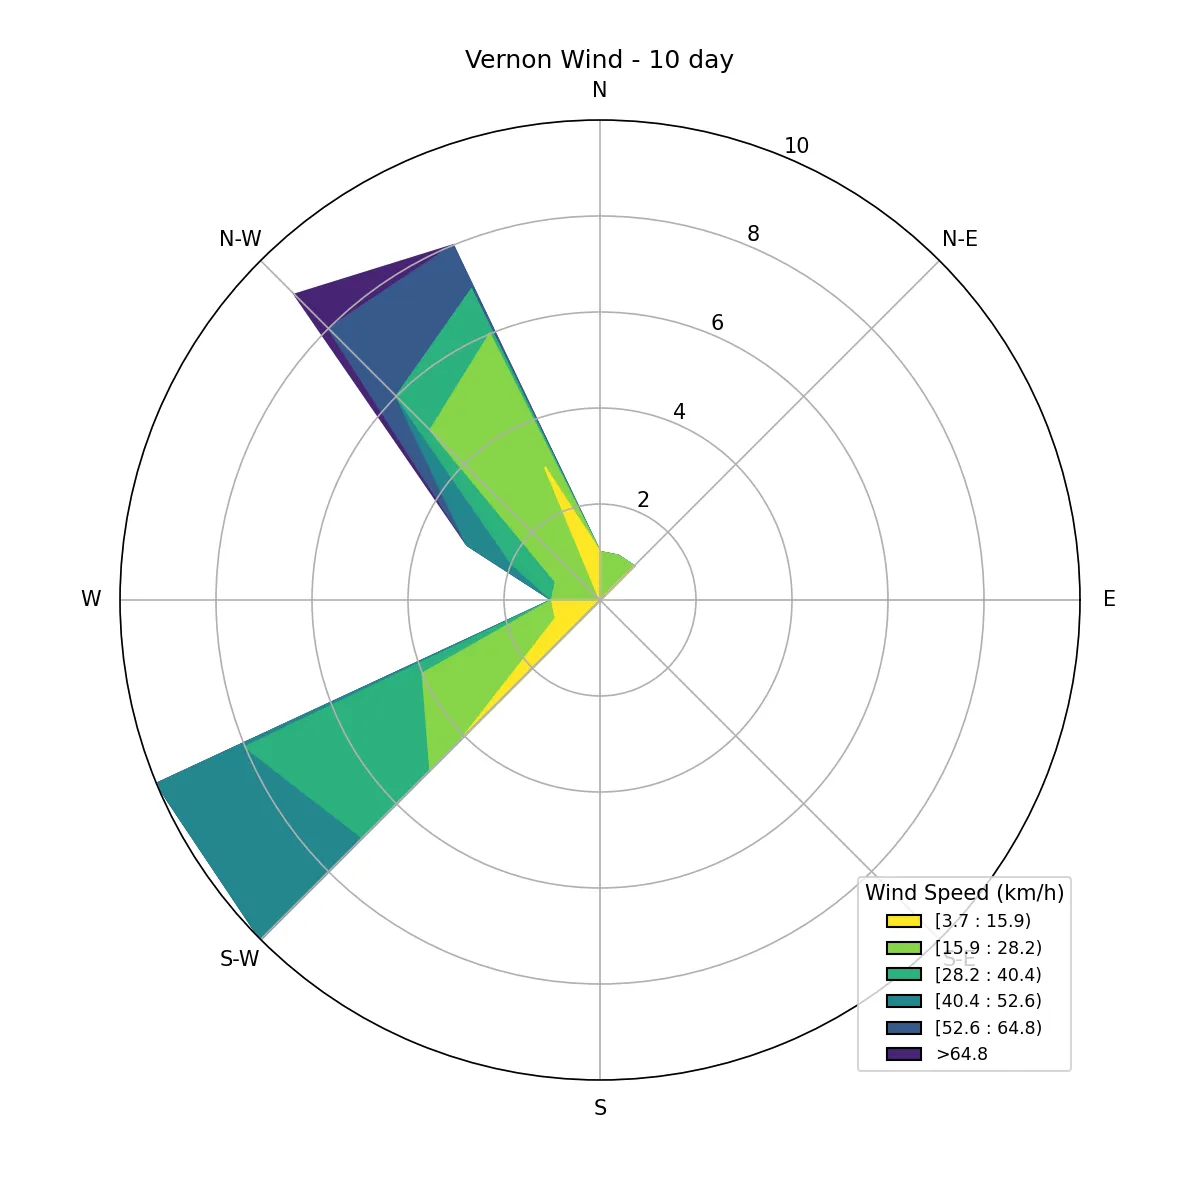 Vernon Wind - 10 day
N
10
N-W
8
N-E
6
4
2
W
E
S-W
S-E
S
Wind Speed (km/h)
[3.7 : 15.9)
[15.9 : 28.2)
[28.2 : 40.4)
[40.4 : 52.6)
[52.6 : 64.8)
>64.8